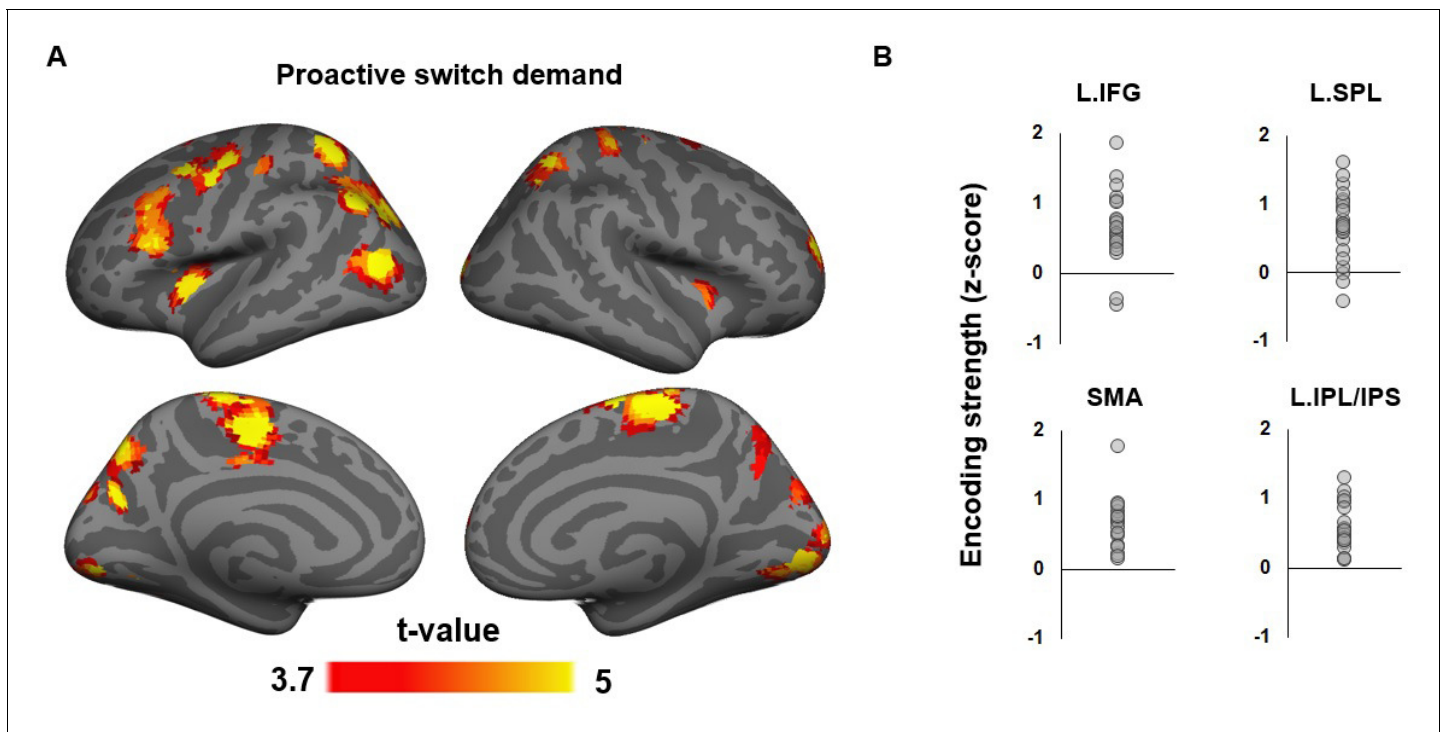 A
Proactive switch demand
t-value
3.7
5
B
Encoding strength (z-score)
L.IFG
2
1
0
-1
L.SPL
2
1
0
-1
SMA
2
1
0
-1
L.IPL/IPS
2
1
0
-1